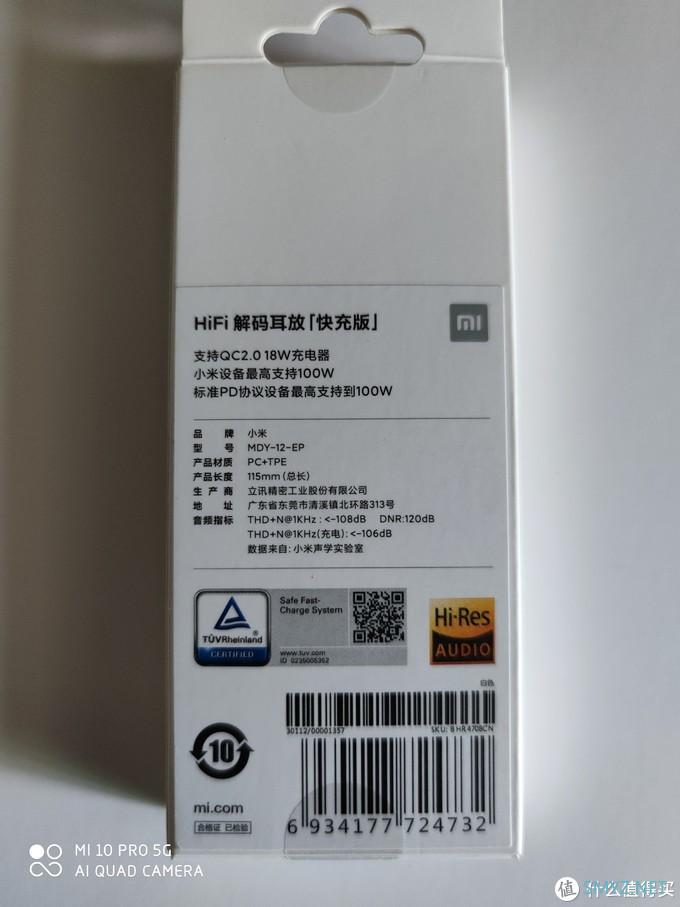 HiFi 解码耳放「快充版」
mi
支持QC2.0 18W充电器
小米设备最高支持100W
标准PD协议设备最高支持到100W
品 牌 小米
型 号 MDY-12-EP
产品材质 PC+TPE
产品长度 115mm（总长）
生 产 商 立讯精密工业股份有限公司
地 址 广东省东莞市清溪镇北环路313号
音频指标 THD+N@1KHz : <-108dB DNR:120dB
THD+N@1KHz(充电): <-106dB
数据来自: 小米声学实验室
TÜVRheinland®
CERTIFIED
Safe Fast-
Charge System
www.tuv.com
ID 0235005362
Hi-Res
AUDIO
白色
30112/00001357
SKU: BHR4708CN
10
mi.com
合格证 已检验
6 934177 724732
MI 10 PRO 5G
AI QUAD CAMERA
值 什么值得买